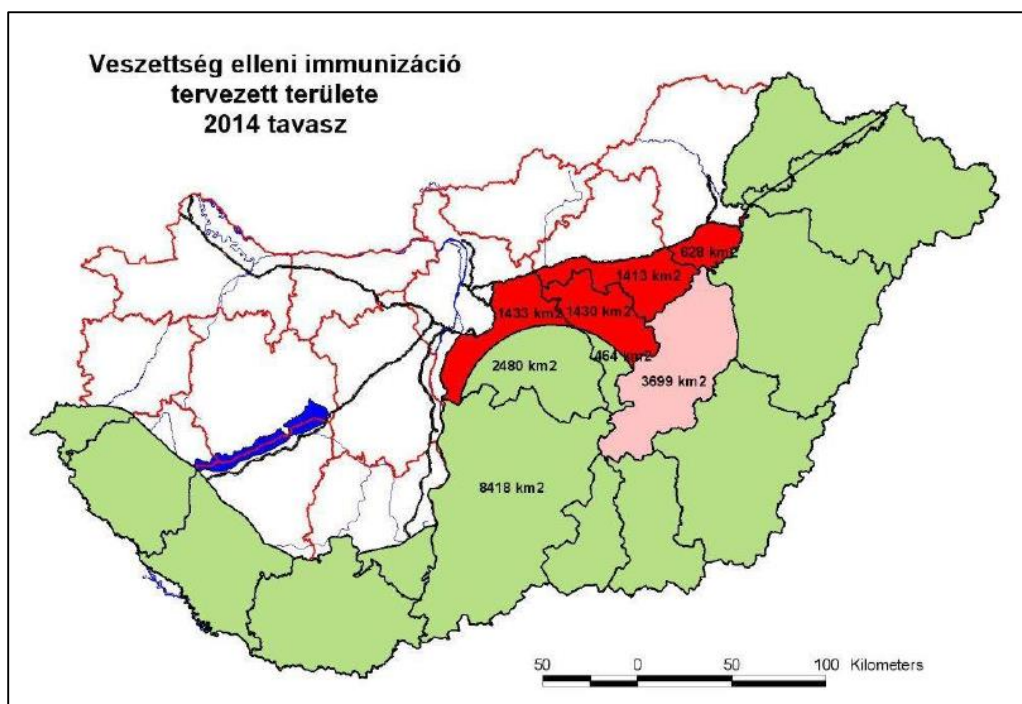 Veszettség elleni immunizáció
tervezett területe
2014 tavasz
628 km2
1413 km2
1433 km2
1430 km2
464 km2
2480 km2
3699 km2
8418 km2
50 0 50 100 Kilometers